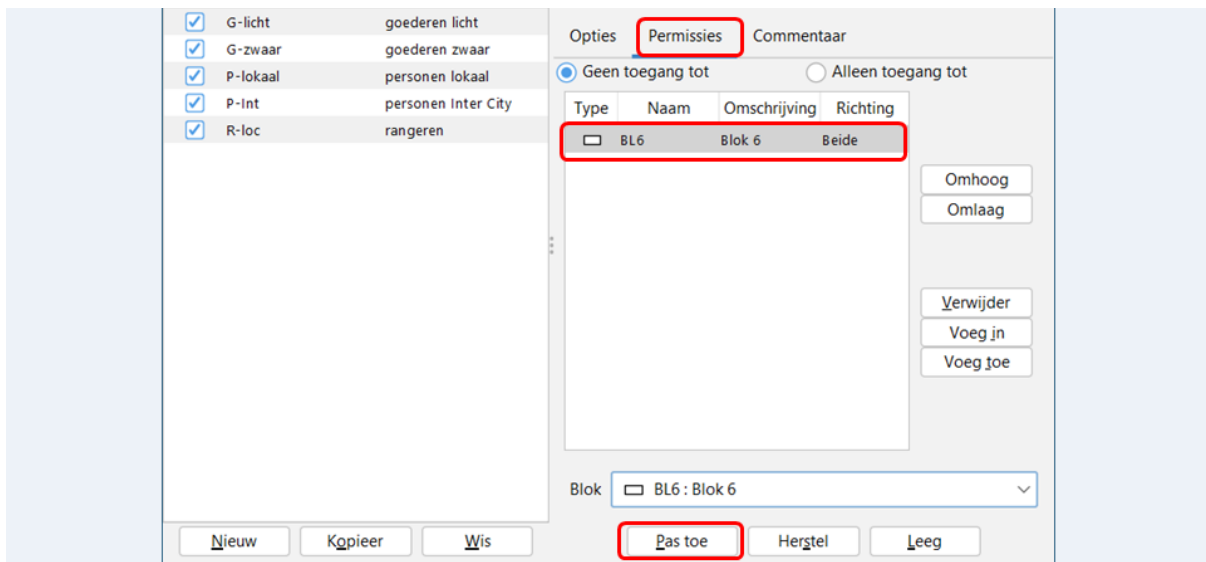 G-licht goederen licht
G-zwaar goederen zwaar
P-lokaal personen lokaal
P-Int personen Inter City
R-loc rangeren
Nieuw Kopieer Wis
Opties Permissies Commentaar
Geen toegang tot Alleen toegang tot
Type Naam Omschrijving Richting
BL6 Blok 6 Beide
Omhoog
Omlaag
Verwijder
Voeg in
Voeg toe
Blok BL6 : Blok 6
Pas toe Herstel Leeg